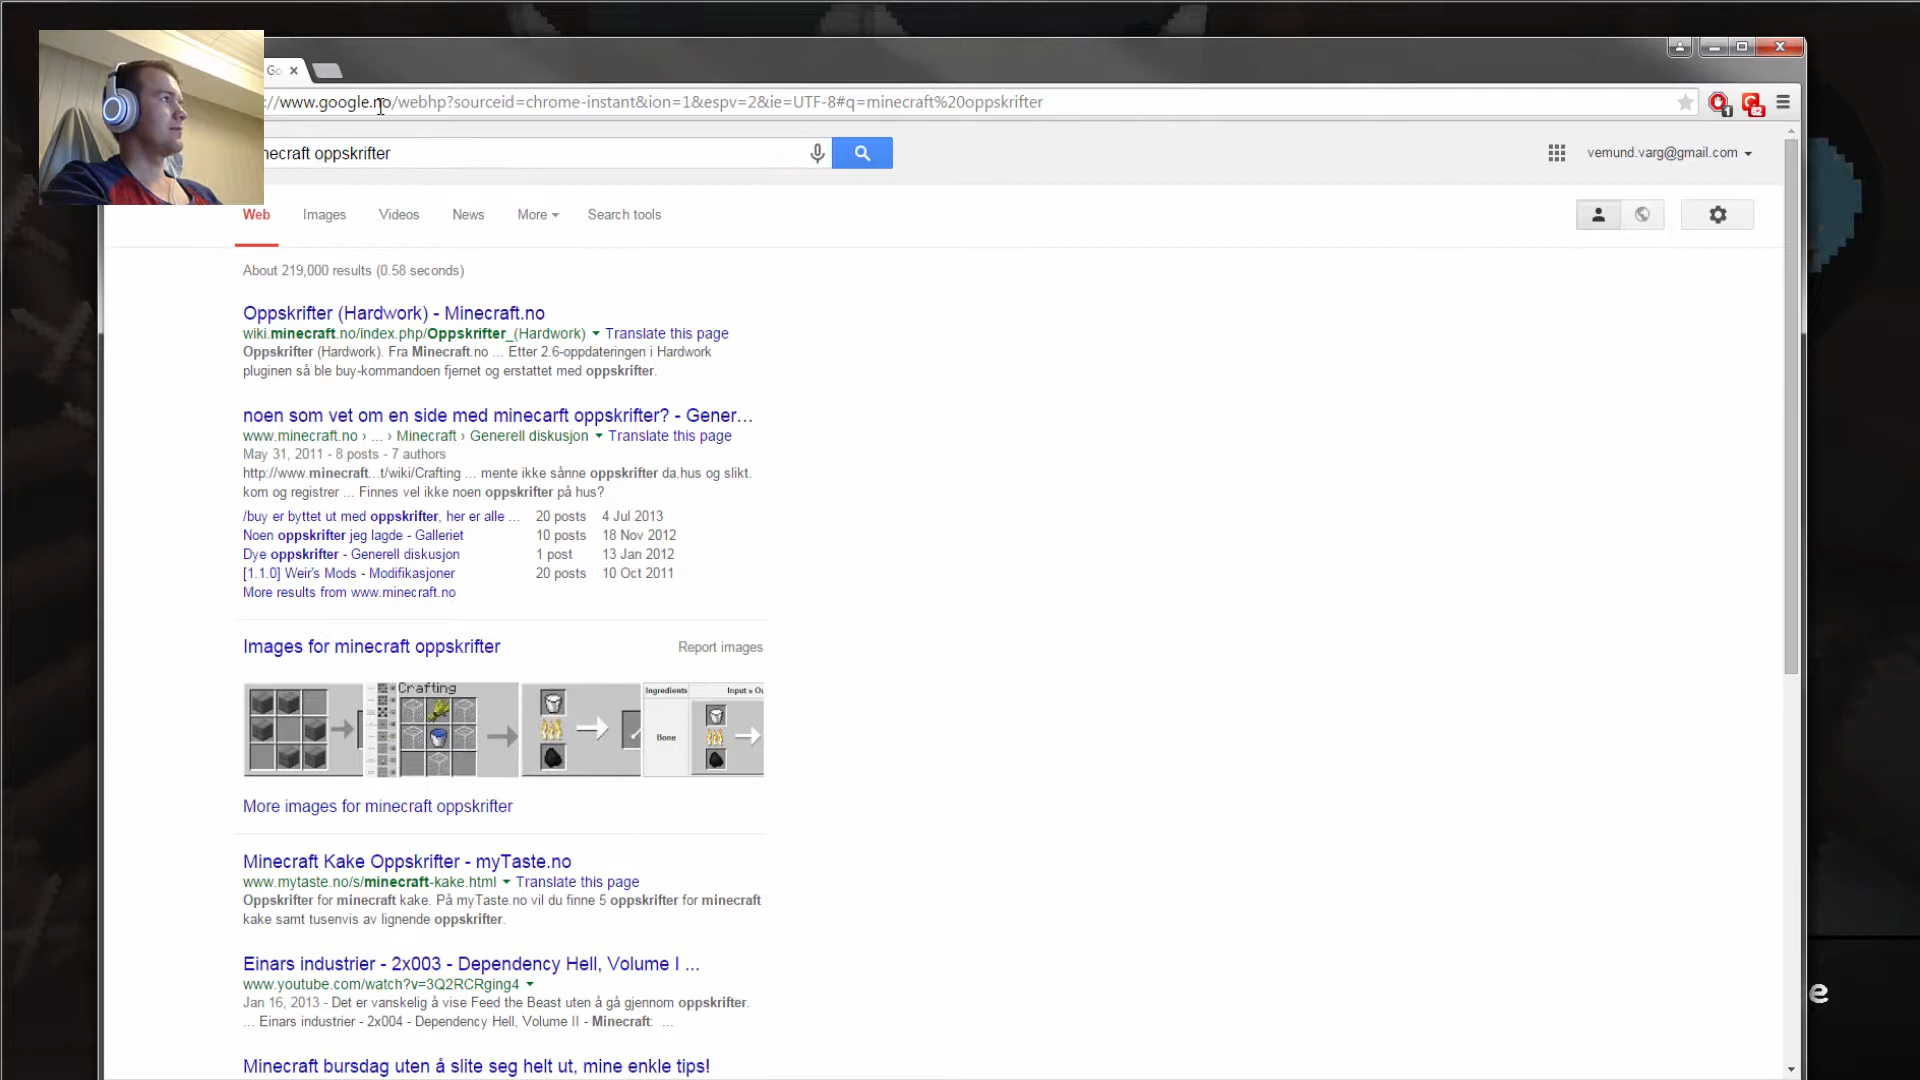 Go
://www.google.no/webhp?sourceid=chrome-instant&ion=1&espv=2&ie=UTF-8#q=minecraft%20oppskrifter
1
62
necraft oppskrifter
vemund.varg@gmail.com
Web Images Videos News More Search tools
About 219,000 results (0.58 seconds)
Oppskrifter (Hardwork) - Minecraft.no
wiki.minecraft.no/index.php/Oppskrifter_(Hardwork) Translate this page
Oppskrifter (Hardwork). Fra Minecraft.no ... Etter 2.6-oppdateringen i Hardwork
pluginen så ble buy-kommandoen fjernet og erstattet med oppskrifter.
noen som vet om en side med minecarft oppskrifter? - Gener...
www.minecraft.no › ... › Minecraft › Generell diskusjon Translate this page
May 31, 2011 - 8 posts - 7 authors
http://www.minecraft...t/wiki/Crafting ... mente ikke sånne oppskrifter da.hus og slikt.
kom og registrer ... Finnes vel ikke noen oppskrifter på hus?
/buy er byttet ut med oppskrifter, her er alle ... 20 posts 4 Jul 2013
Noen oppskrifter jeg lagde - Galleriet 10 posts 18 Nov 2012
Dye oppskrifter - Generell diskusjon 1 post 13 Jan 2012
[1.1.0] Weir's Mods - Modifikasjoner 20 posts 10 Oct 2011
More results from www.minecraft.no
Images for minecraft oppskrifter Report images
Crafting
Ingredients Input » Ou
Bone
More images for minecraft oppskrifter
Minecraft Kake Oppskrifter - myTaste.no
www.mytaste.no/s/minecraft-kake.html Translate this page
Oppskrifter for minecraft kake. På myTaste.no vil du finne 5 oppskrifter for minecraft
kake samt tusenvis av lignende oppskrifter.
Einars industrier - 2x003 - Dependency Hell, Volume I ...
www.youtube.com/watch?v=3Q2RCRging4
Jan 16, 2013 - Det er vanskelig å vise Feed the Beast uten å gå gjennom oppskrifter.
... Einars industrier - 2x004 - Dependency Hell, Volume II - Minecraft: ...
e
Minecraft bursdag uten å slite seg helt ut, mine enkle tips!